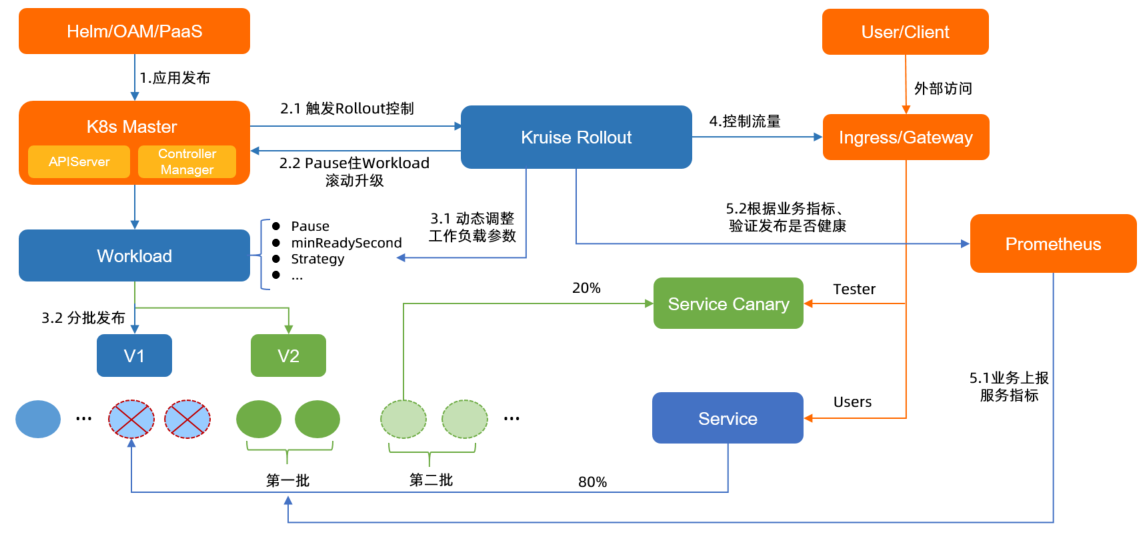 Helm/OAM/PaaS
User/Client
1.应用发布
外部访问
K8s Master
APIServer
Controller
Manager
2.1 触发Rollout控制
Kruise Rollout
4.控制流量
Ingress/Gateway
2.2 Pause住Workload
滚动升级
3.1 动态调整
工作负载参数
5.2根据业务指标、
验证发布是否健康
Workload
Pause
minReadySecond
Strategy
...
Prometheus
20%
Service Canary
Tester
3.2 分批发布
V1
V2
5.1业务上报
服务指标
...
...
Service
Users
第一批
第二批
80%